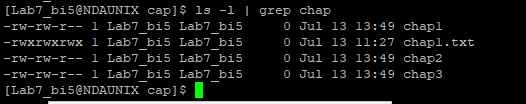 [Lab7_bi5@NDAUNIX cap]$ ls -l | grep chap
-rw-rw-r-- 1 Lab7_bi5 Lab7_bi5     0 Jul 13 13:49 chap1
-rwxrwxrwx 1 Lab7_bi5 Lab7_bi5     0 Jul 13 11:27 chap1.txt
-rw-rw-r-- 1 Lab7_bi5 Lab7_bi5     0 Jul 13 13:49 chap2
-rw-rw-r-- 1 Lab7_bi5 Lab7_bi5     0 Jul 13 13:49 chap3
[Lab7_bi5@NDAUNIX cap]$